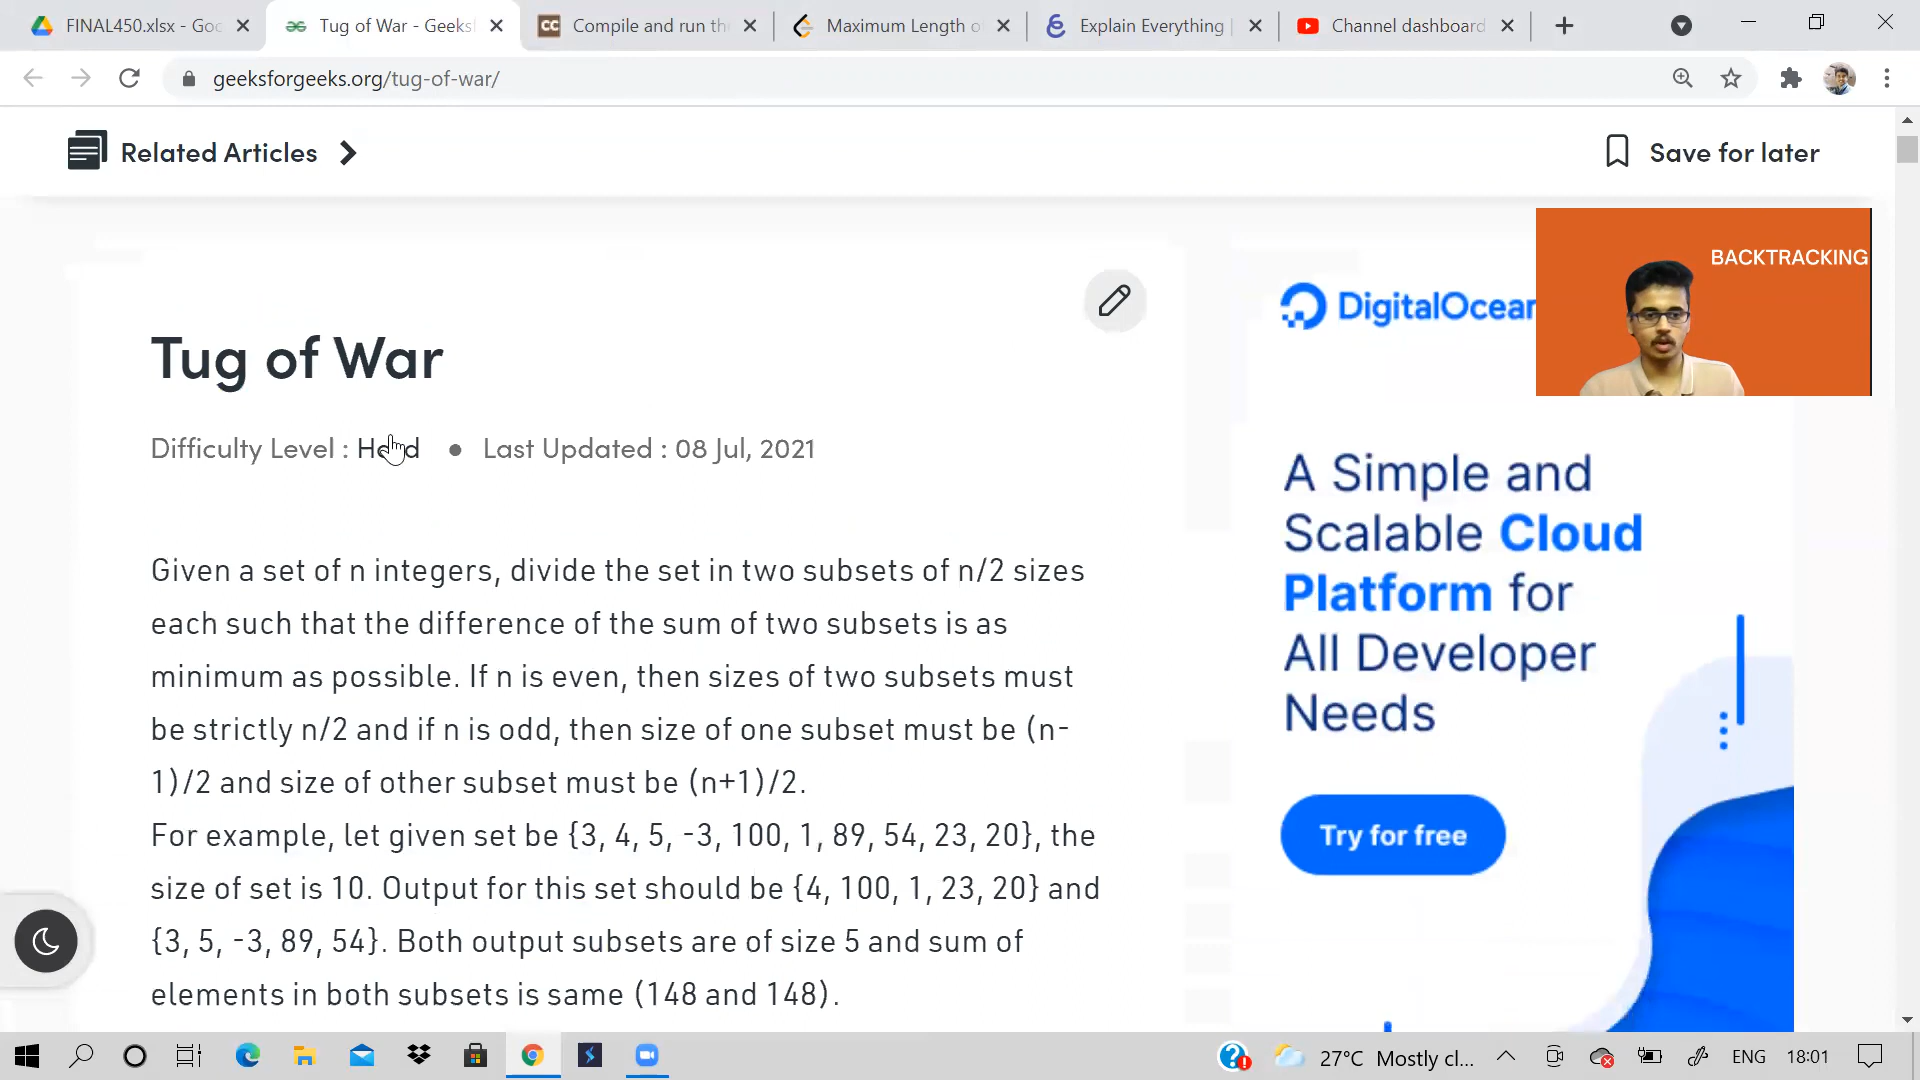 FINAL450.xlsx - Goo
Tug of War - Geeks
Compile and run the
Maximum Length o
Explain Everything |
Channel dashboard
geeksforgeeks.org/tug-of-war/
Related Articles
Save for later
BACKTRACKING
DigitalOcean
Tug of War
Difficulty Level : Hard ● Last Updated : 08 Jul, 2021
Given a set of n integers, divide the set in two subsets of n/2 sizes
each such that the difference of the sum of two subsets is as
minimum as possible. If n is even, then sizes of two subsets must
be strictly n/2 and if n is odd, then size of one subset must be (n-
1)/2 and size of other subset must be (n+1)/2.
For example, let given set be {3, 4, 5, -3, 100, 1, 89, 54, 23, 20}, the
size of set is 10. Output for this set should be {4, 100, 1, 23, 20} and
{3, 5, -3, 89, 54}. Both output subsets are of size 5 and sum of
elements in both subsets is same (148 and 148).
A Simple and
Scalable Cloud
Platform for
All Developer
Needs
Try for free
27°C Mostly cl...
ENG
18:01